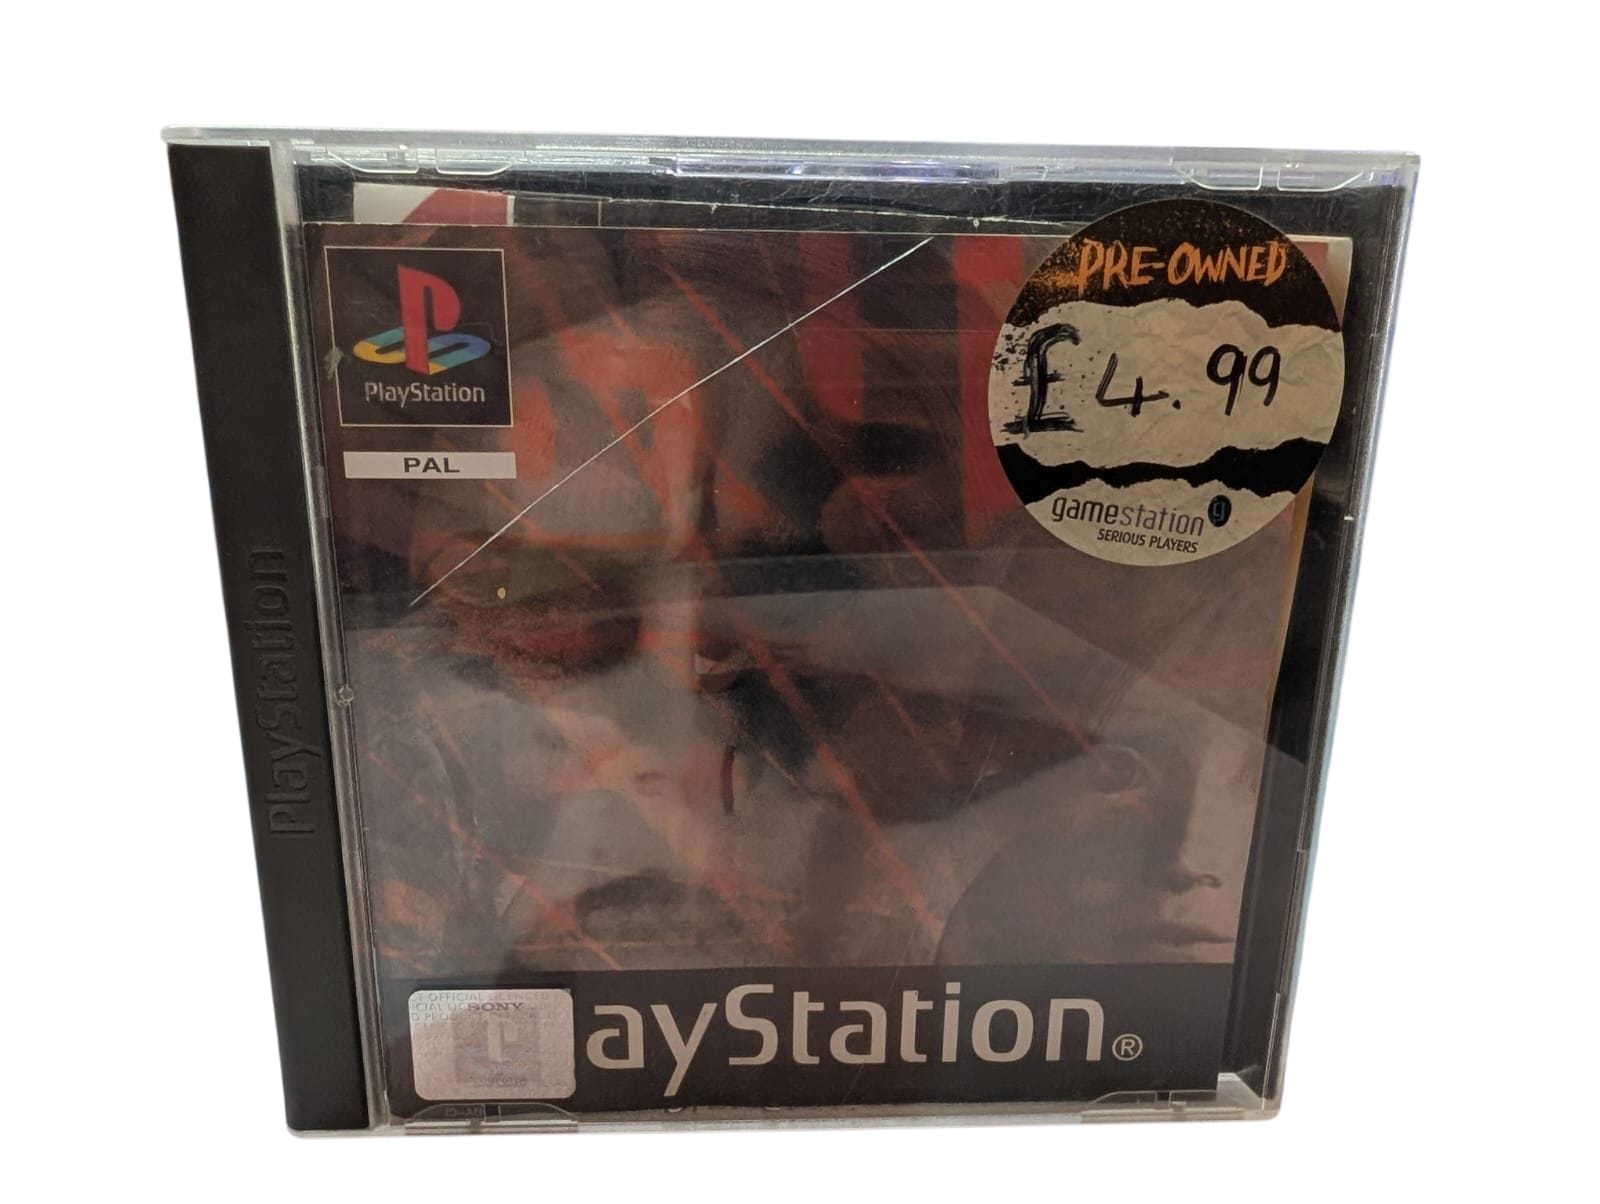 PRE-OWNED
£4.99
gamestation g
SERIOUS PLAYERS
PlayStation
PAL
PlayStation
SONY
ayStation®